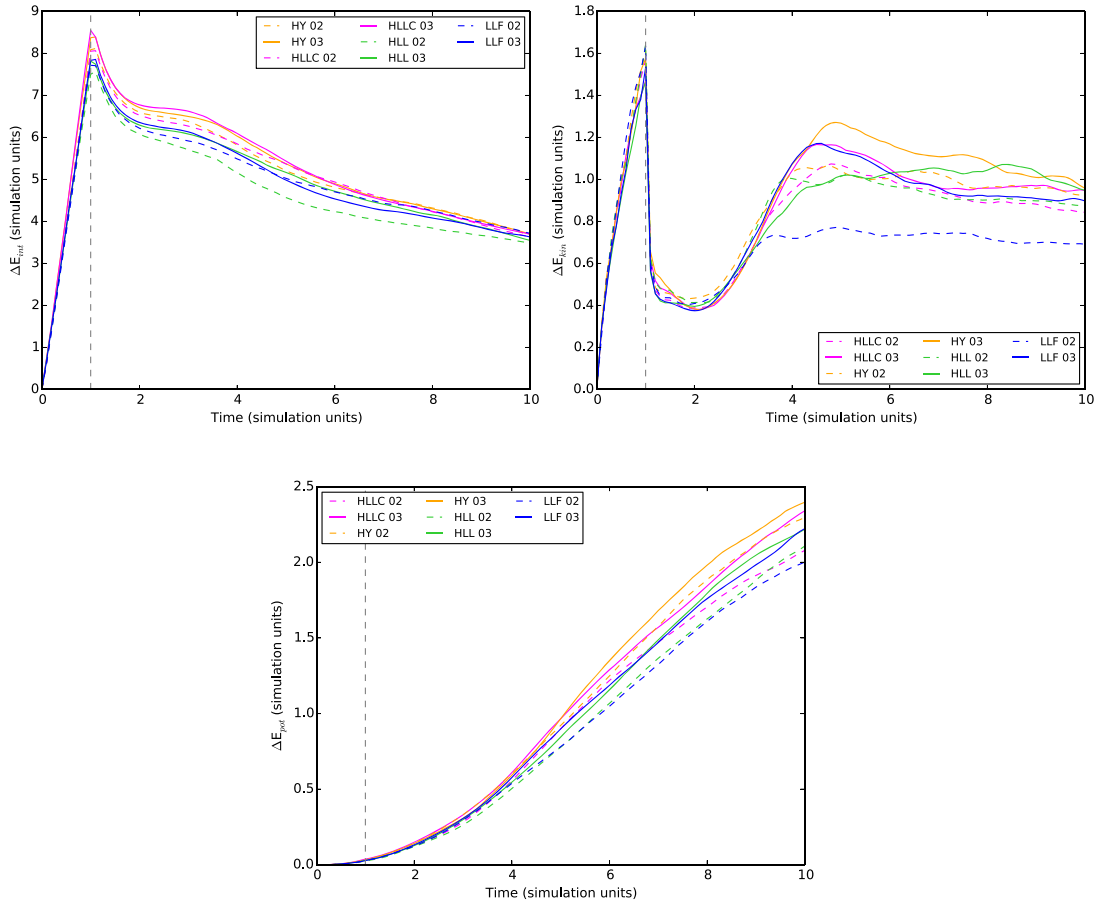 9
8
7
6
5
4
3
2
1
0
ΔE_int (simulation units)
HY 02 HLLC 03 LLF 02
HY 03 HLL 02 LLF 03
HLLC 02 HLL 03
0 2 4 6 8 10
Time (simulation units)
1.8
1.6
1.4
1.2
1.0
0.8
0.6
0.4
0.2
0.0
ΔE_kin (simulation units)
HLLC 02 HY 03 LLF 02
HLLC 03 HLL 02 LLF 03
HY 02 HLL 03
0 2 4 6 8 10
Time (simulation units)
2.5
2.0
1.5
1.0
0.5
0.0
ΔE_pot (simulation units)
HLLC 02 HY 03 LLF 02
HLLC 03 HLL 02 LLF 03
HY 02 HLL 03
0 2 4 6 8 10
Time (simulation units)